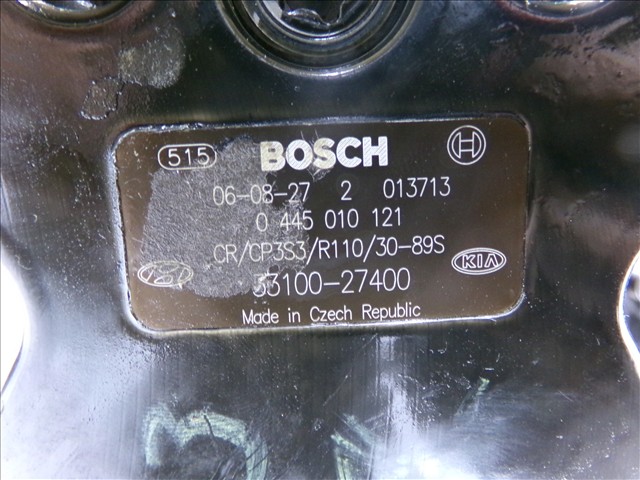 515 BOSCH
06-08-27 2 013713
0 445 010 121
CR/CP3S3/R110/30-89S
KIA
33100-27400
Made in Czech Republic